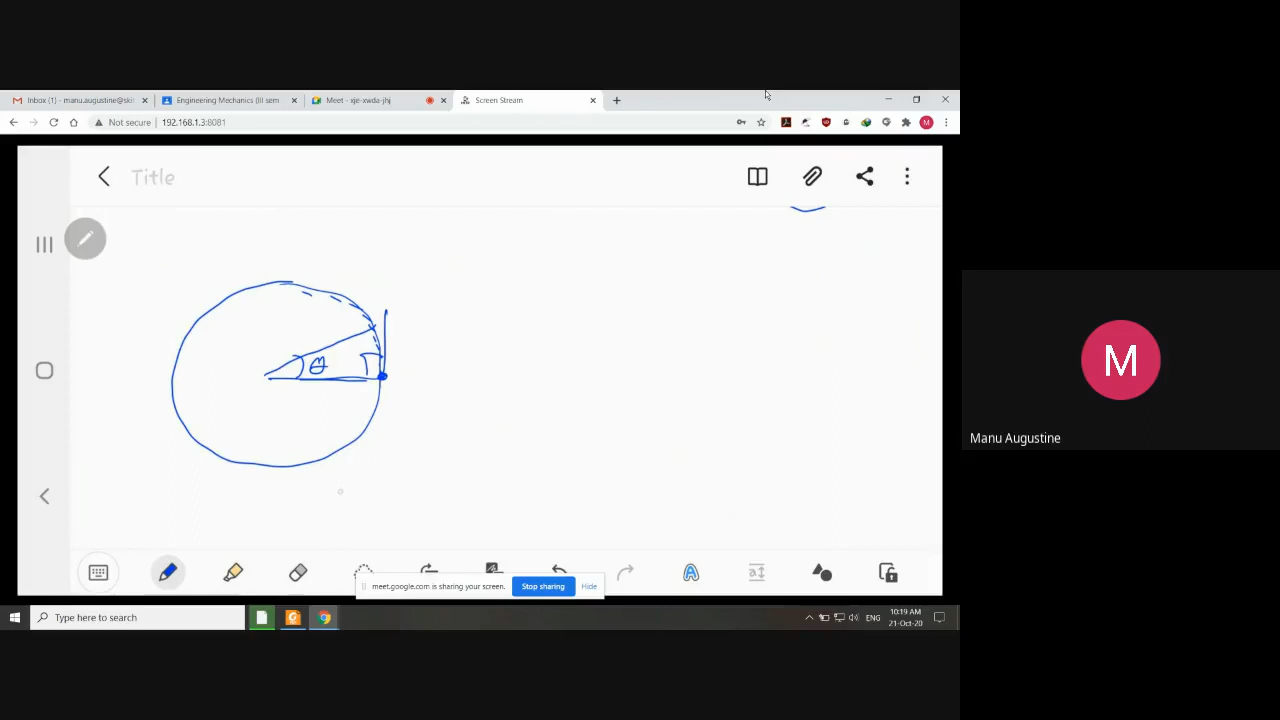 Inbox (1) - manu.augustine@ski
Engineering Mechanics (III sem
Meet - xje-xwda-jhj
Screen Stream
Not secure
192.168.1.3:8081
M
Title
θ
M
Manu Augustine
A
meet.google.com is sharing your screen.
Stop sharing
Hide
Type here to search
ENG
10:19 AM
21-Oct-20